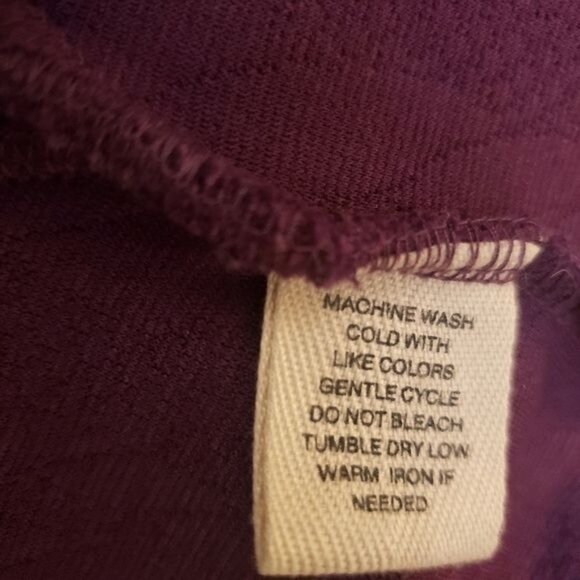 MACHINE WASH
COLD WITH
LIKE COLORS
GENTLE CYCLE
DO NOT BLEACH
TUMBLE DRY LOW
WARM IRON IF
NEEDED